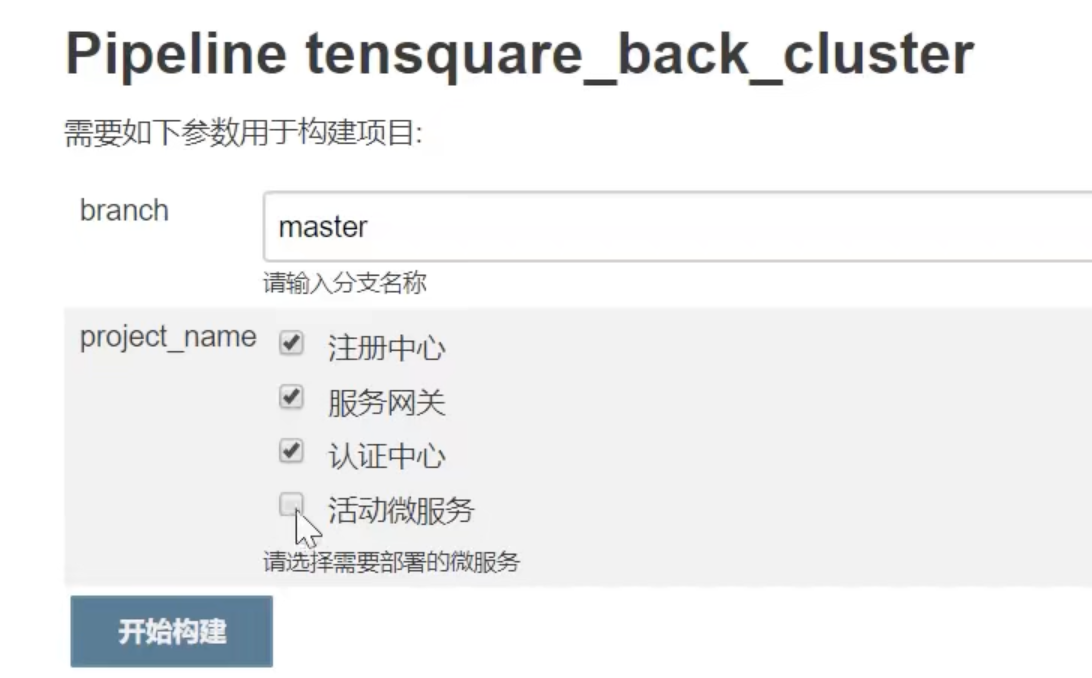 Pipeline tensquare_back_cluster
需要如下参数用于构建项目:
branch
master
请输入分支名称
project_name
注册中心
服务网关
认证中心
活动微服务
请选择需要部署的微服务
开始构建